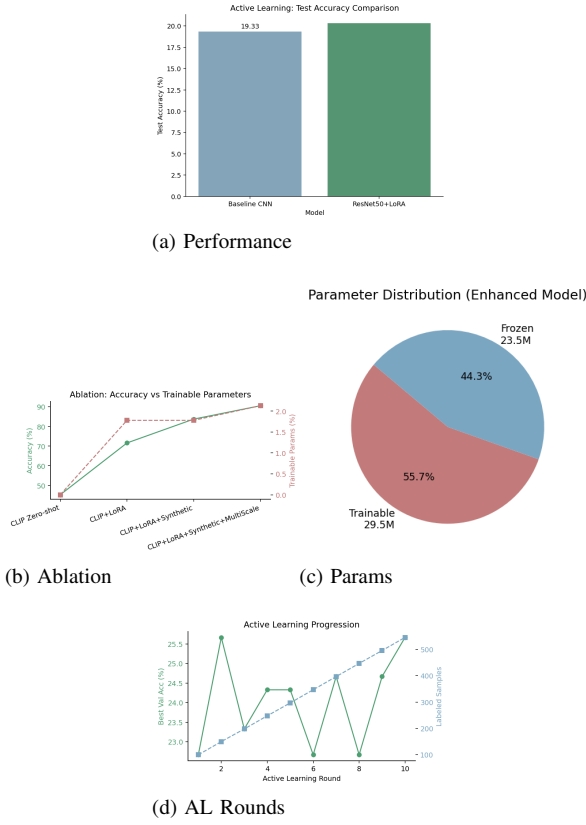 Active Learning: Test Accuracy Comparison
20.0
17.5
15.0
12.5
10.0
7.5
5.0
2.5
0.0
Test Accuracy (%)
19.33
Baseline CNN
ResNet50+LoRA
Model
(a) Performance
Ablation: Accuracy vs Trainable Parameters
90
80
70
60
50
Accuracy (%)
2.0
1.5
1.0
0.5
0.0
Trainable Params (%)
CLIP Zero-shot
CLIP+LoRA
CLIP+LoRA+Synthetic
CLIP+LoRA+Synthetic+MultiScale
(b) Ablation
Parameter Distribution (Enhanced Model)
Frozen
23.5M
44.3%
55.7%
Trainable
29.5M
(c) Params
Active Learning Progression
25.5
25.0
24.5
24.0
23.5
23.0
Best Val Acc (%)
500
400
300
200
100
Labeled Samples
2
4
6
8
10
Active Learning Round
(d) AL Rounds